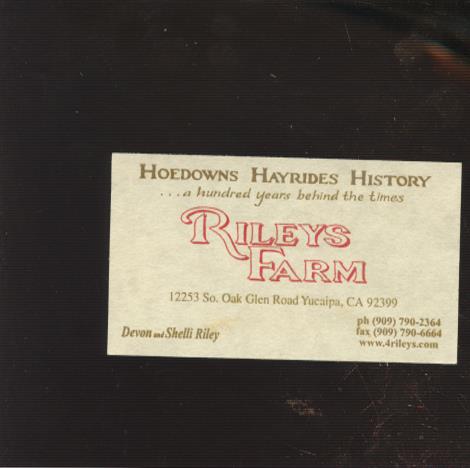 HOEDOWNS HAYRIDES HISTORY
...a hundred years behind the times
RILEYS
FARM
12253 So. Oak Glen Road Yucaipa, CA 92399
Devon and Shelli Riley
ph (909) 790-2364
fax (909) 790-6664
www.4rileys.com